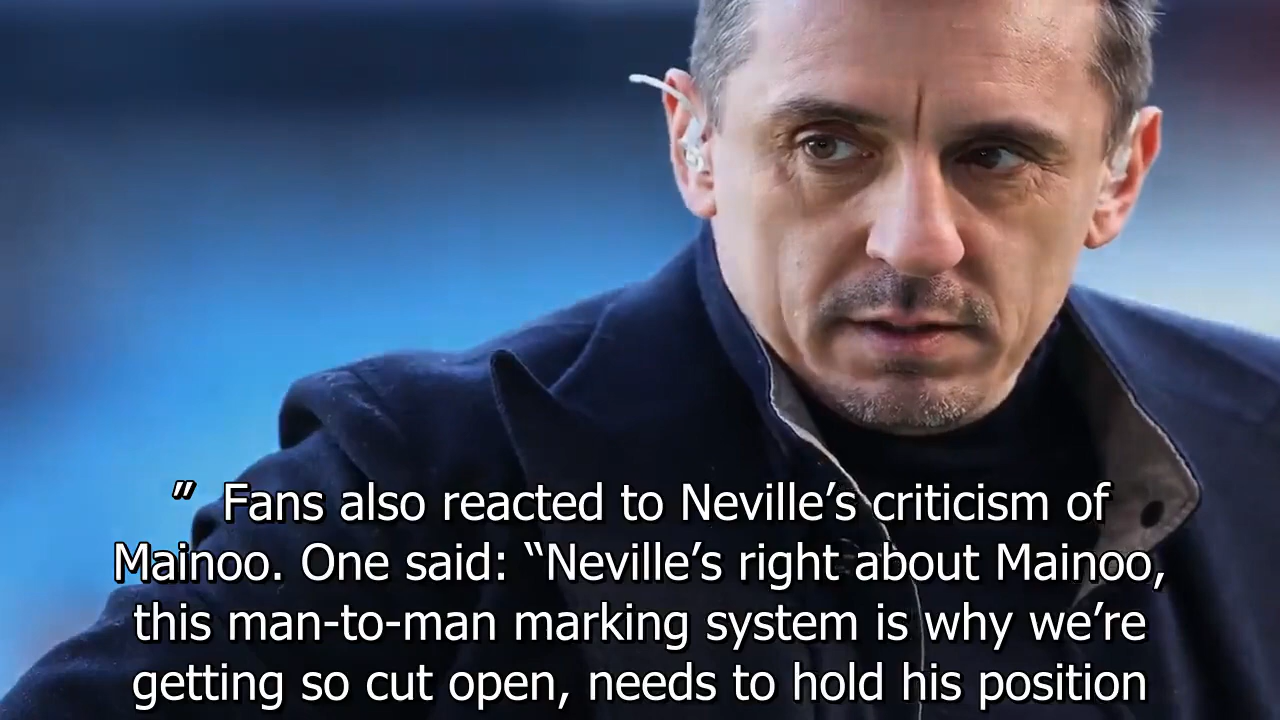 ” Fans also reacted to Neville’s criticism of
Mainoo. One said: “Neville’s right about Mainoo,
this man-to-man marking system is why we’re
getting so cut open, needs to hold his position